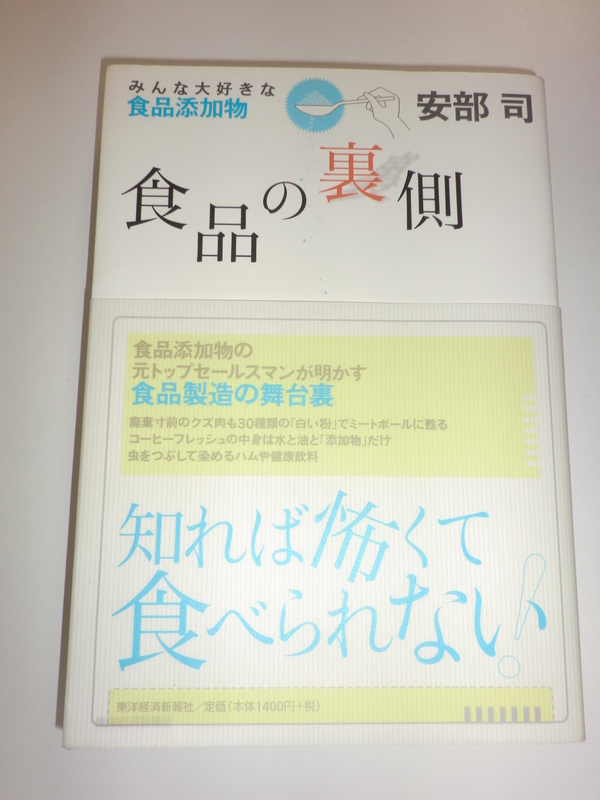 みんな大好きな
食品添加物
安部 司
食品の裏側
食品添加物の
元トップセールスマンが明かす
食品製造の舞台裏
廃棄寸前のクズ肉も30種類の「白い粉」でミートボールに甦る
コーヒーフレッシュの中身は水と油と「添加物」だけ
虫をつぶして染めるハムや健康飲料
知れば怖くて
食べられない!
東洋経済新報社/定価(本体1400円+税)